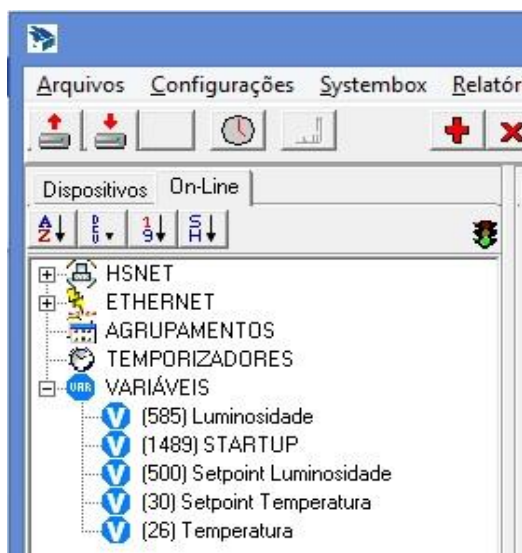 Arquivos Configurações Systembox Relatór
Dispositivos On-Line
HSNET
ETHERNET
AGRUPAMENTOS
TEMPORIZADORES
VAR VARIÁVEIS
V (585) Luminosidade
V (1489) STARTUP
V (500) Setpoint Luminosidade
V (30) Setpoint Temperatura
V (26) Temperatura